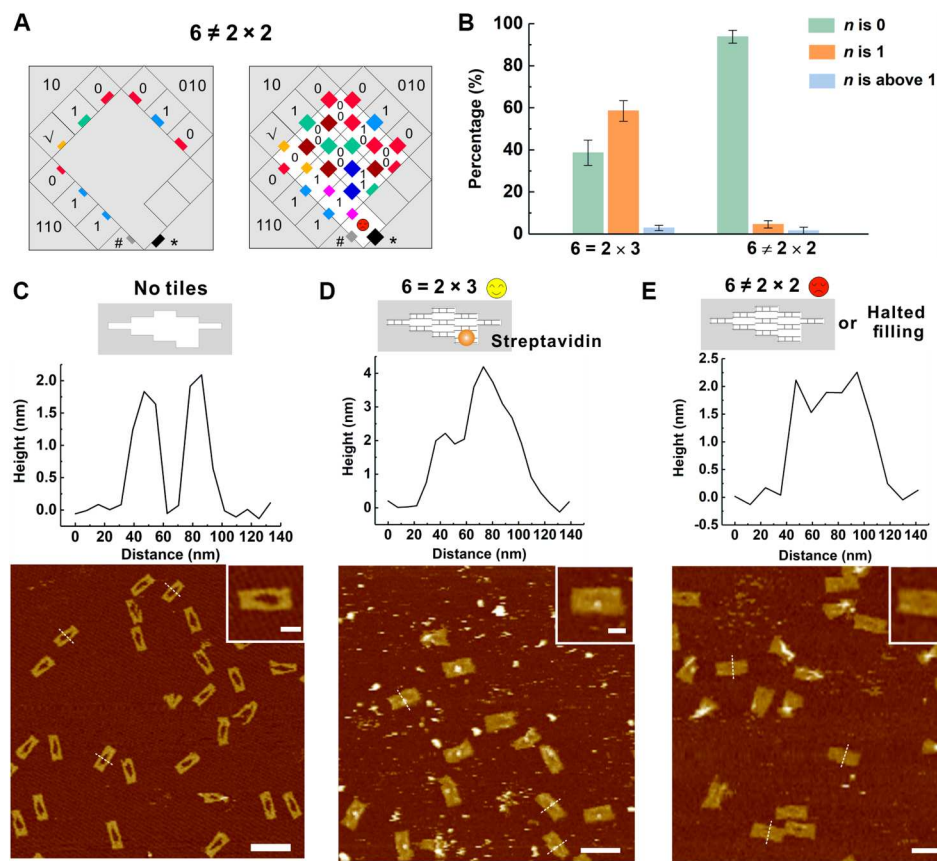 A
6 ≠ 2 × 2
10 0 0 010
1 1
√ 0
0
1
110 1
# *
10 0 0 010
0
1 0 1
0
√ 0 0
0 0
0 0
1 1
1
110 1
# *
B
Percentage (%)
100
80
60
40
20
0
6 = 2 × 3
6 ≠ 2 × 2
n is 0
n is 1
n is above 1
C
No tiles
Height (nm)
2.0
1.5
1.0
0.5
0.0
0 20 40 60 80 100 120 140
Distance (nm)
D
6 = 2 × 3
Streptavidin
Height (nm)
4
3
2
1
0
0 20 40 60 80 100 120 140
Distance (nm)
E
6 ≠ 2 × 2
or Halted
filling
Height (nm)
2.5
2.0
1.5
1.0
0.5
0.0
-0.5
0 20 40 60 80 100 120 140
Distance (nm)